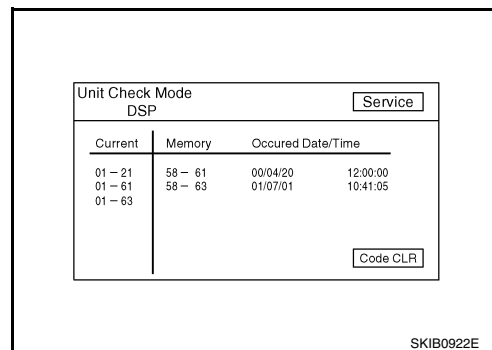 Unit Check Mode
DSP
Service
Current Memory Occured Date/Time
01 – 21 58 – 61 00/04/20 12:00:00
01 – 61 58 – 63 01/07/01 10:41:05
01 – 63
Code CLR
SKIB0922E